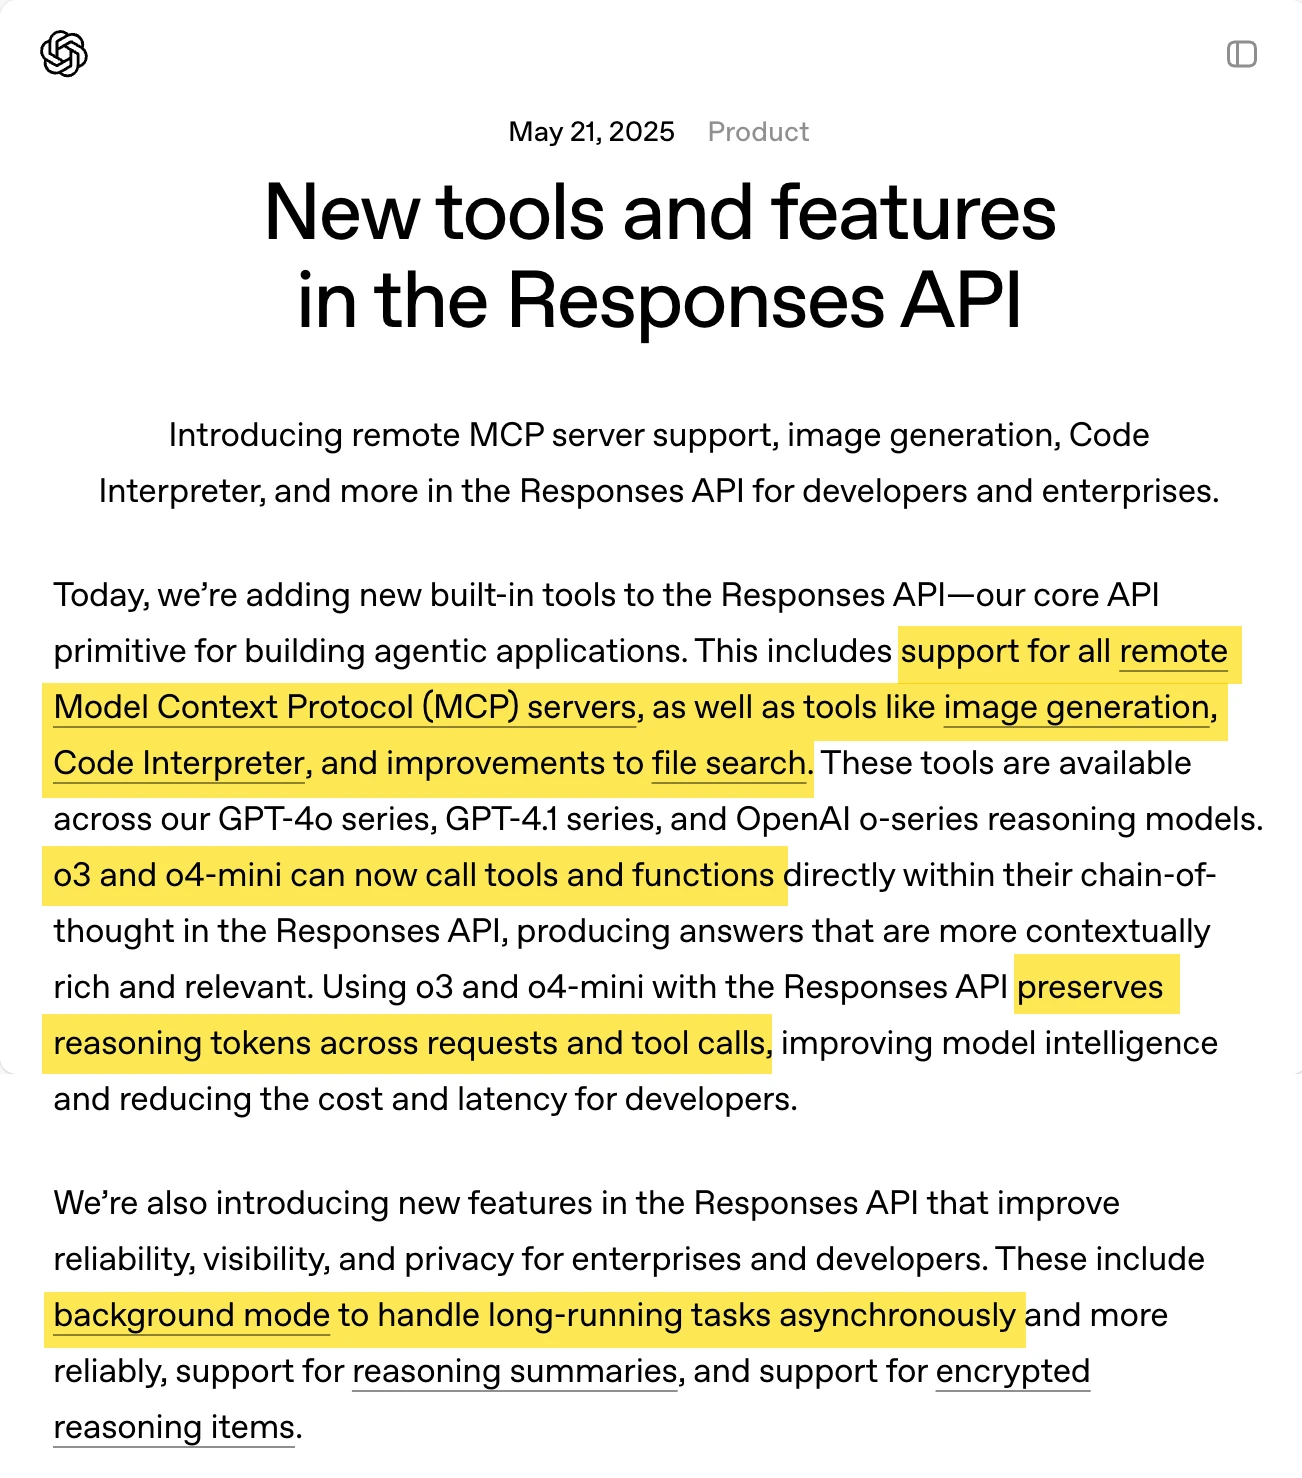 May 21, 2025 Product
New tools and features
in the Responses API
Introducing remote MCP server support, image generation, Code
Interpreter, and more in the Responses API for developers and enterprises.
Today, we’re adding new built-in tools to the Responses API—our core API
primitive for building agentic applications. This includes support for all remote
Model Context Protocol (MCP) servers, as well as tools like image generation,
Code Interpreter, and improvements to file search. These tools are available
across our GPT-4o series, GPT-4.1 series, and OpenAI o-series reasoning models.
o3 and o4-mini can now call tools and functions directly within their chain-of-
thought in the Responses API, producing answers that are more contextually
rich and relevant. Using o3 and o4-mini with the Responses API preserves
reasoning tokens across requests and tool calls, improving model intelligence
and reducing the cost and latency for developers.
We’re also introducing new features in the Responses API that improve
reliability, visibility, and privacy for enterprises and developers. These include
background mode to handle long-running tasks asynchronously and more
reliably, support for reasoning summaries, and support for encrypted
reasoning items.